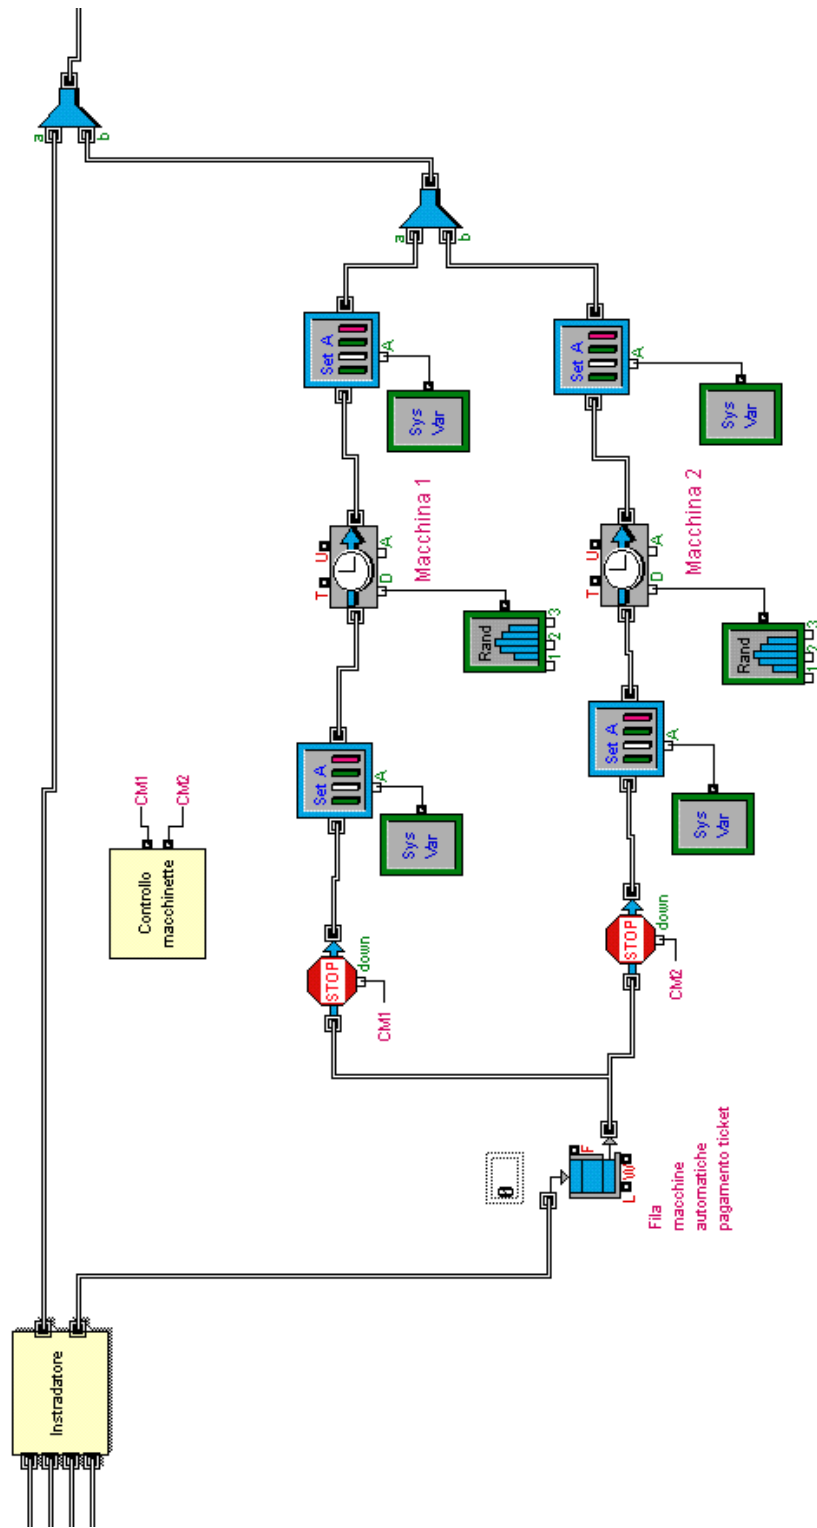 Instradatore
Controllo
macchinette
CM1
CM2
0
F
L
W
Fila
macchine
automatiche
pagamento ticket
STOP
down
CM1
Set A
A
Sys
Var
T
U
D
A
Rand
1
2
3
Macchina 1
Set A
A
Sys
Var
STOP
down
CM2
Set A
A
Sys
Var
T
U
D
A
Rand
1
2
3
Macchina 2
Set A
A
Sys
Var
a
b
a
b